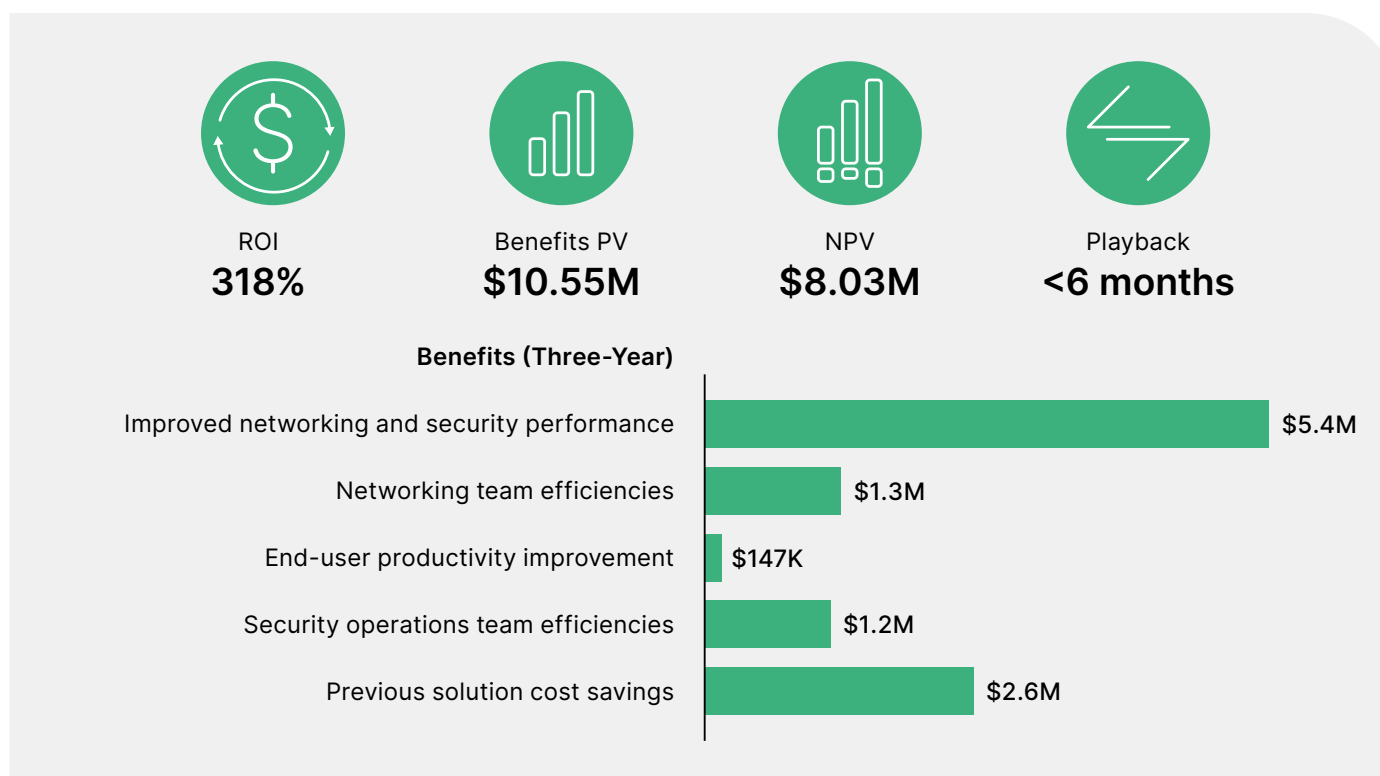 $
ROI
318%
Benefits PV
$10.55M
NPV
$8.03M
Playback
<6 months
Benefits (Three-Year)
Improved networking and security performance $5.4M
Networking team efficiencies $1.3M
End-user productivity improvement $147K
Security operations team efficiencies $1.2M
Previous solution cost savings $2.6M